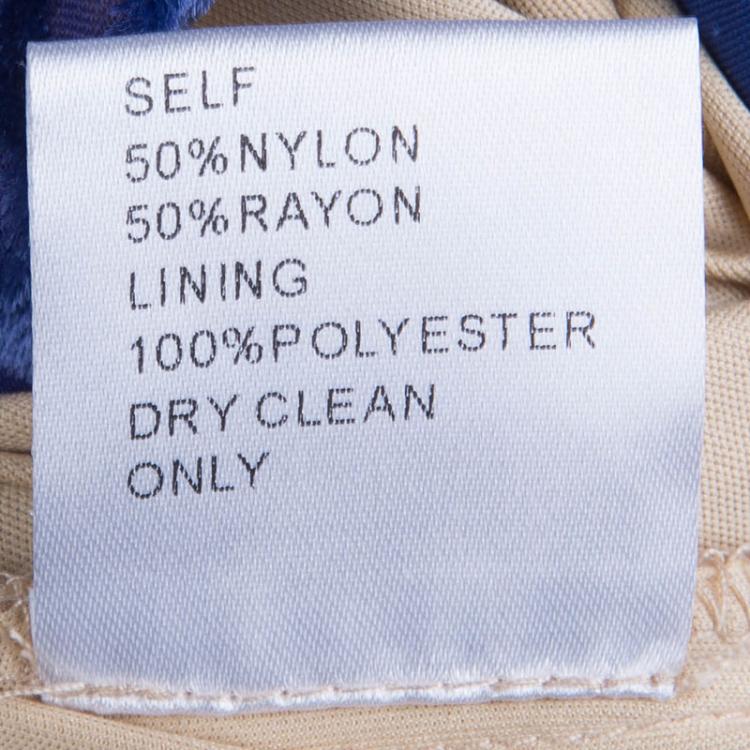 SELF
50%NYLON
50%RAYON
LINING
100%POLYESTER
DRY CLEAN
ONLY